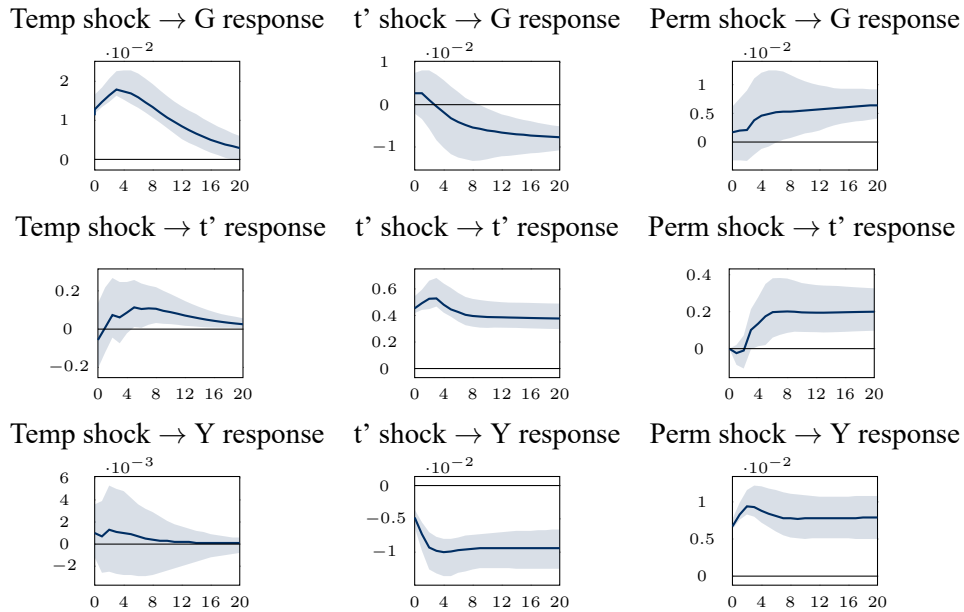 Temp shock → G response
t’ shock → G response
Perm shock → G response
·10⁻²
2
1
0
0 4 8 12 16 20
·10⁻²
1
0
−1
0 4 8 12 16 20
·10⁻²
1
0.5
0
0 4 8 12 16 20
Temp shock → t’ response
t’ shock → t’ response
Perm shock → t’ response
0.2
0
−0.2
0 4 8 12 16 20
0.6
0.4
0.2
0
0 4 8 12 16 20
0.4
0.2
0
0 4 8 12 16 20
Temp shock → Y response
t’ shock → Y response
Perm shock → Y response
·10⁻³
6
4
2
0
−2
0 4 8 12 16 20
·10⁻²
0
−0.5
−1
0 4 8 12 16 20
·10⁻²
1
0.5
0
0 4 8 12 16 20